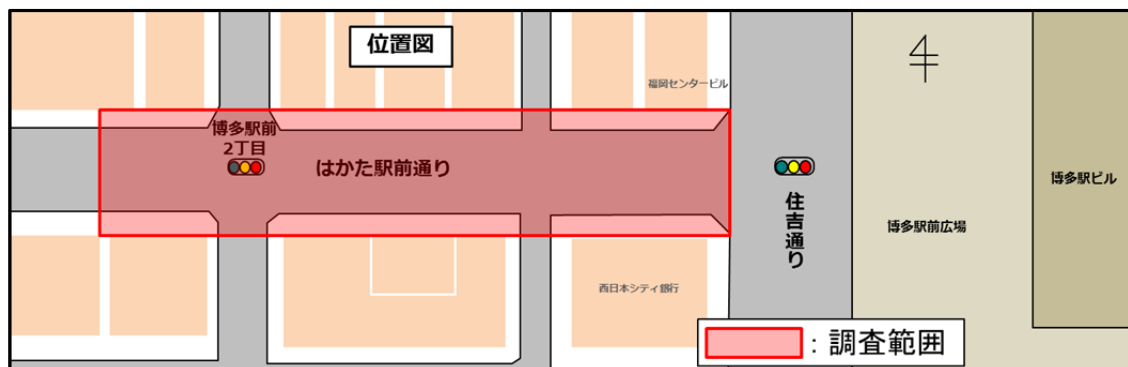 位置図
福岡センタービル
博多駅前
2丁目
はかた駅前通り
住吉通り
博多駅前広場
博多駅ビル
西日本シティ銀行
:調査範囲